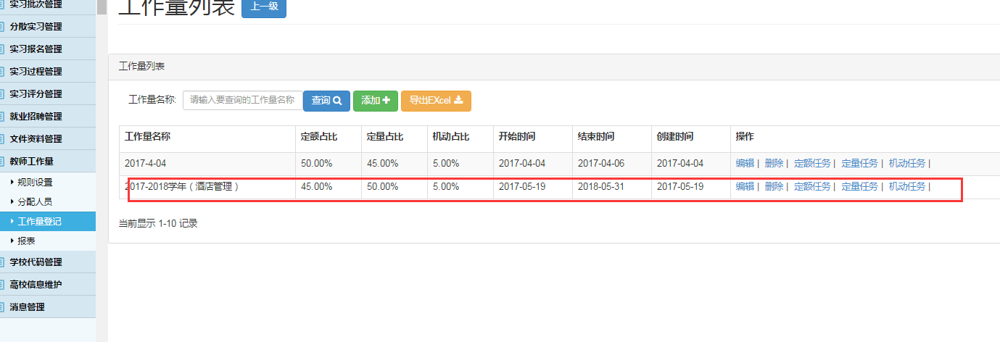 实习批次管理
分散实习管理
实习报名管理
实习过程管理
实习评分管理
就业招聘管理
文件资料管理
教师工作量
规则设置
分配人员
工作量登记
报表
学校代码管理
高校信息维护
消息管理
工作量列表 上一级
工作量列表
工作量名称: 请输入要查询的工作量名称 查询 添加 导出EXcel
工作量名称 定额占比 定量占比 机动占比 开始时间 结束时间 创建时间 操作
2017-4-04 50.00% 45.00% 5.00% 2017-04-04 2017-04-06 2017-04-04 编辑 | 删除 | 定额任务 | 定量任务 | 机动任务 |
2017-2018学年（酒店管理） 45.00% 50.00% 5.00% 2017-05-19 2018-05-31 2017-05-19 编辑 | 删除 | 定额任务 | 定量任务 | 机动任务 |
当前显示 1-10 记录